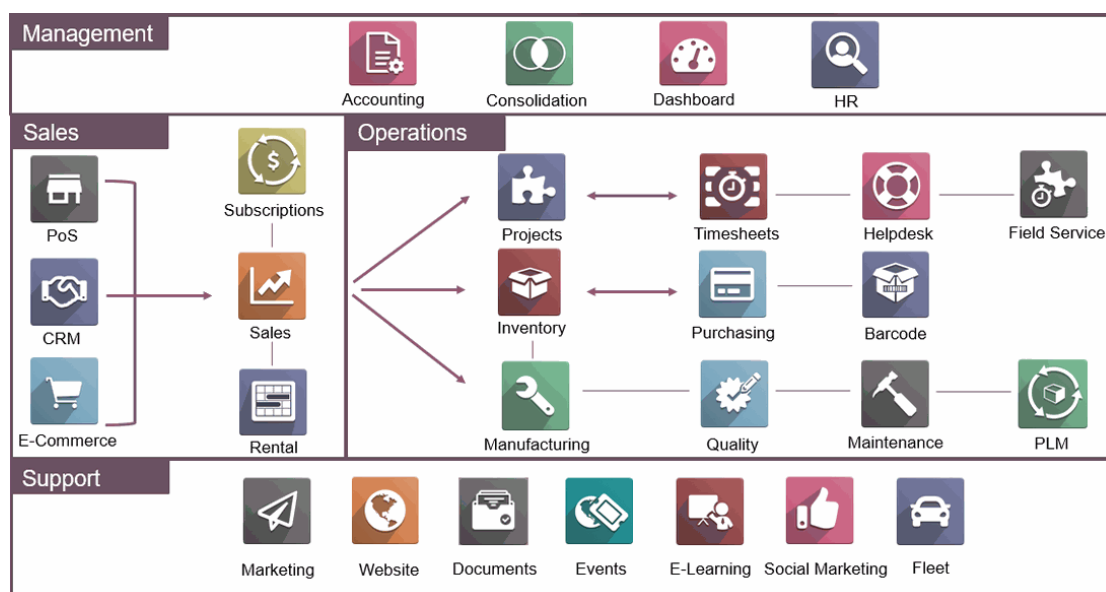 Management
Accounting
Consolidation
Dashboard
HR
Sales
PoS
CRM
E-Commerce
Subscriptions
$
Sales
Rental
Operations
Projects
Timesheets
Helpdesk
Field Service
Inventory
Purchasing
Barcode
Manufacturing
Quality
Maintenance
PLM
Support
Marketing
Website
Documents
Events
E-Learning
Social Marketing
Fleet